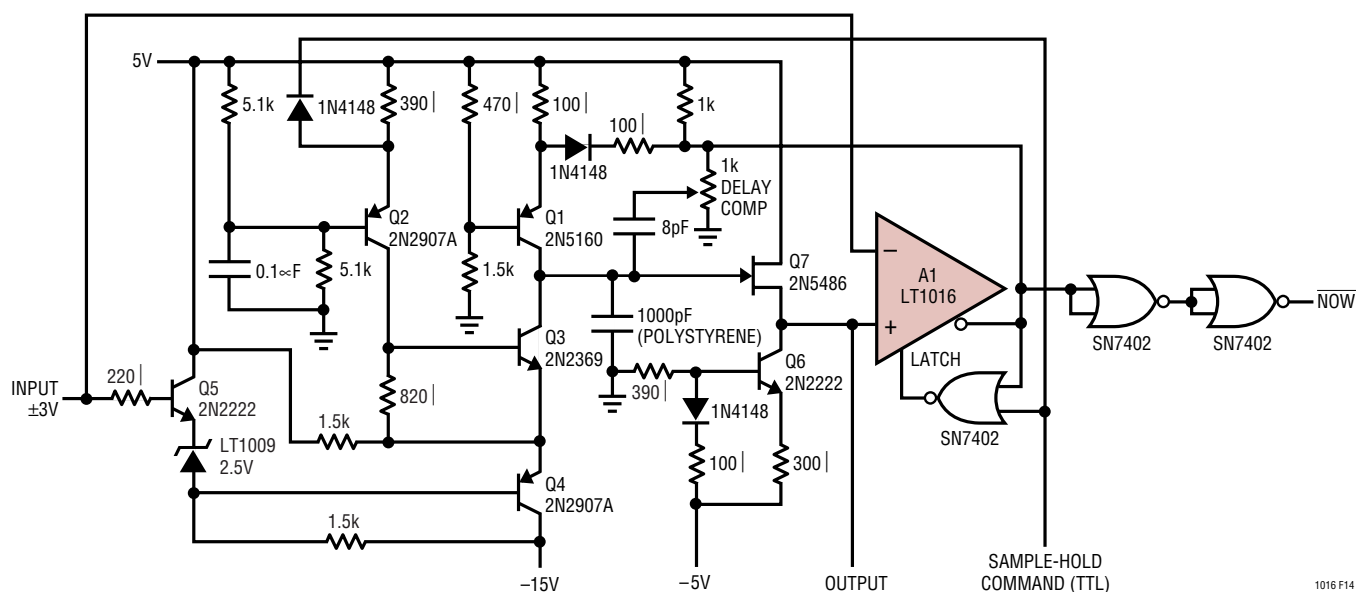 5V
5.1k
1N4148
390|
470|
100|
1k
100|
1N4148
1k
DELAY
COMP
Q2
2N2907A
Q1
2N5160
8pF
0.1∝F
5.1k
1.5k
Q7
2N5486
A1
LT1016
−
+
LATCH
SN7402
SN7402
NOW
1000pF
(POLYSTYRENE)
Q3
2N2369
INPUT
±3V
220|
Q5
2N2222
820|
390|
Q6
2N2222
1N4148
SN7402
1.5k
LT1009
2.5V
100|
300|
Q4
2N2907A
1.5k
−15V
−5V
OUTPUT
SAMPLE-HOLD
COMMAND (TTL)
1016 F14